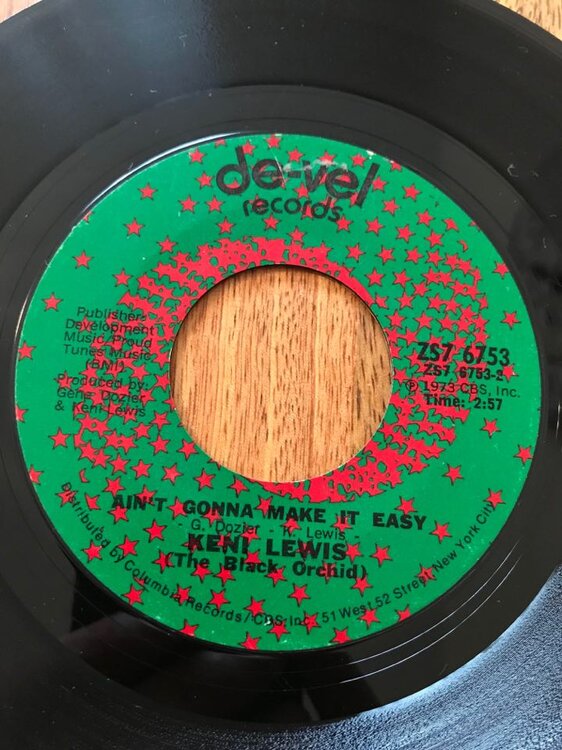 de-vel
records
Publisher:
Development
Music/Proud
Tunes Music
(BMI)
Produced by:
Gene Dozier
& Keni Lewis
ZS7 6753
ZS7 6753-2
℗ 1973 CBS, Inc.
Time: 2:57
AIN'T GONNA MAKE IT EASY
- G. Dozier - K. Lewis -
KENI LEWIS
(The Black Orchid)
Distributed by Columbia Records/CBS, Inc./51 West 52 Street, New York City